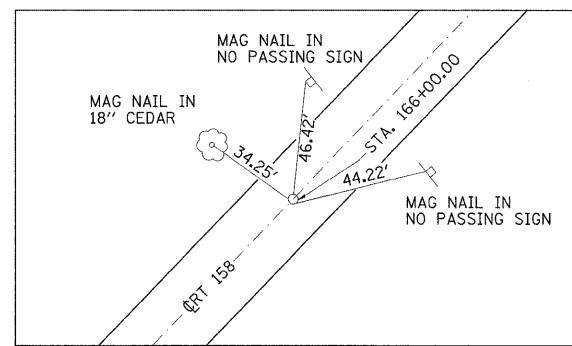 MAG NAIL IN
NO PASSING SIGN
MAG NAIL IN
18" CEDAR
34.25'
46.42'
STA. 166+00.00
44.22'
MAG NAIL IN
NO PASSING SIGN
℄ RT 158